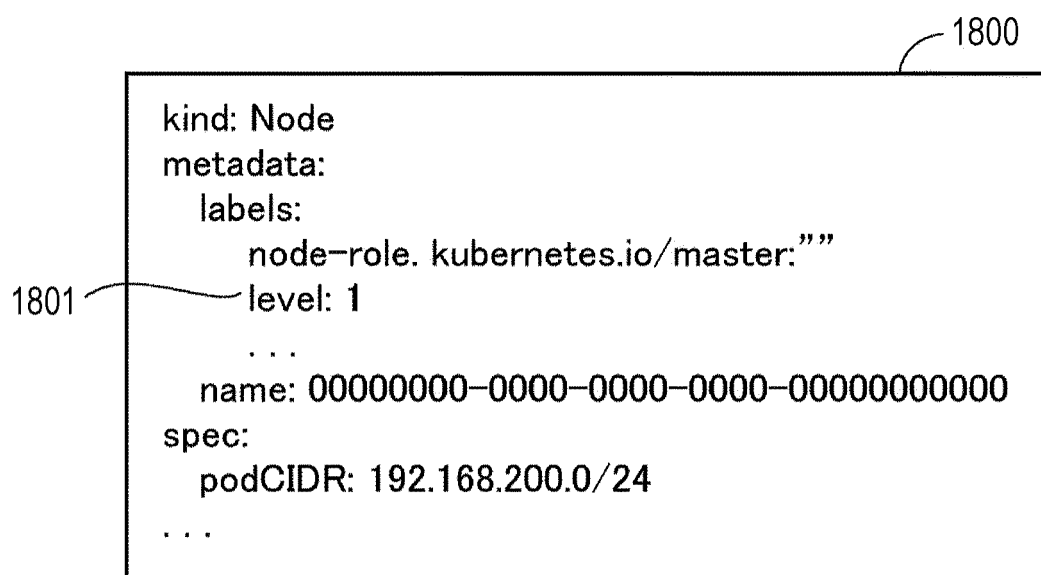 1800
kind: Node
metadata:
labels:
node-role. kubernetes.io/master:””
1801
level: 1
...
name: 00000000-0000-0000-0000-00000000000
spec:
podCIDR: 192.168.200.0/24
...